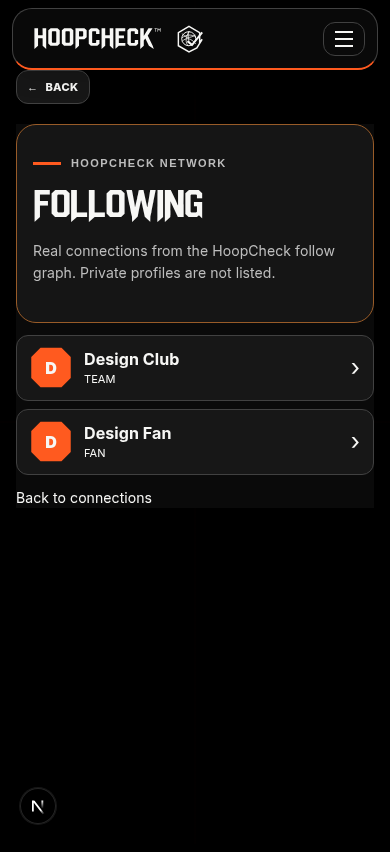 HOOPCHECK™
← BACK
HOOPCHECK NETWORK
FOLLOWING
Real connections from the HoopCheck follow
graph. Private profiles are not listed.
D
Design Club
TEAM
›
D
Design Fan
FAN
›
Back to connections
N